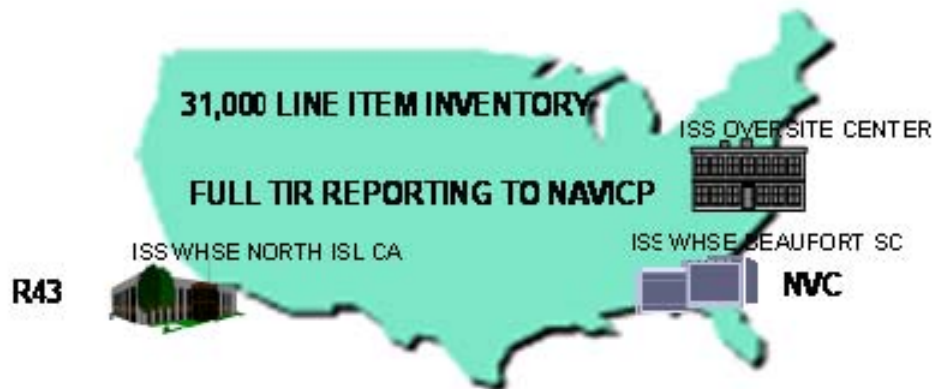 31,000 LINE ITEM INVENTORY
ISS OVERSITE CENTER
FULL TIR REPORTING TO NAVICP
ISS WHSE NORTH ISL CA
ISS WHSE BEAUFORT SC
R43
NVC